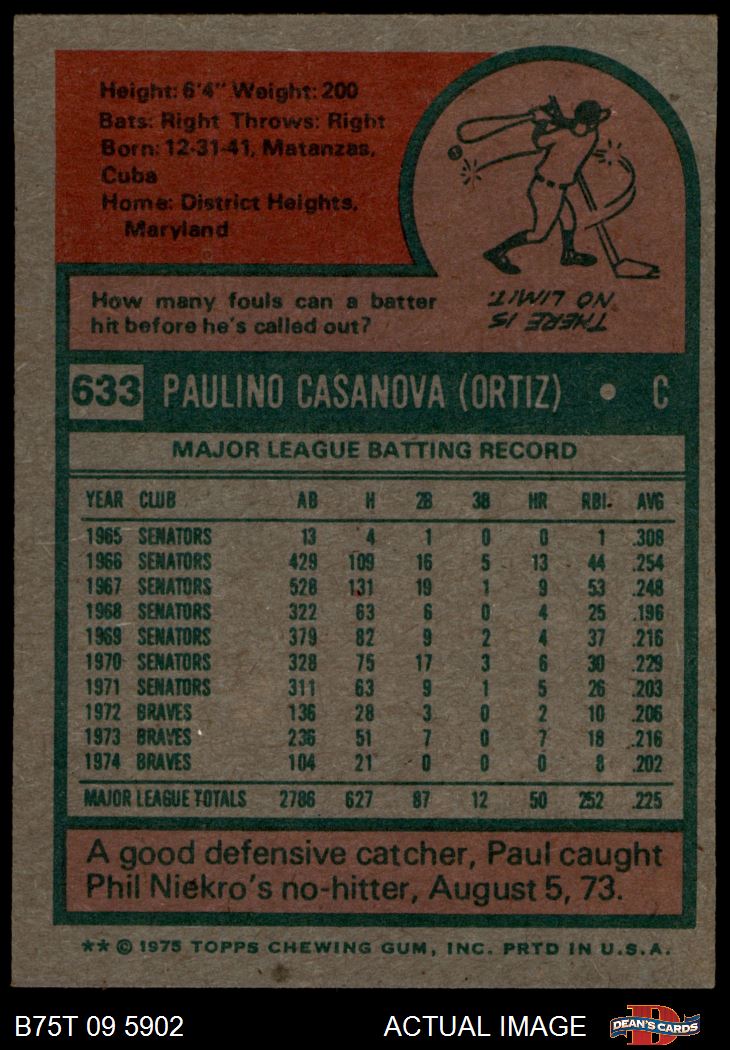 Height: 6'4" Weight: 200
Bats: Right Throws: Right
Born: 12-31-41, Matanzas,
Cuba
Home: District Heights,
Maryland
How many fouls can a batter
hit before he's called out?
THERE IS
NO LIMIT.
633 PAULINO CASANOVA (ORTIZ) • C
MAJOR LEAGUE BATTING RECORD
YEAR CLUB AB H 2B 3B HR RBI. AVG
1965 SENATORS 13 4 1 0 0 1 .308
1966 SENATORS 429 109 16 5 13 44 .254
1967 SENATORS 528 131 19 1 9 53 .248
1968 SENATORS 322 63 6 0 4 25 .196
1969 SENATORS 379 82 9 2 4 37 .216
1970 SENATORS 328 75 17 3 6 30 .229
1971 SENATORS 311 63 9 1 5 26 .203
1972 BRAVES 136 28 3 0 2 10 .206
1973 BRAVES 236 51 7 0 7 18 .216
1974 BRAVES 104 21 0 0 0 8 .202
MAJOR LEAGUE TOTALS 2786 627 87 12 50 252 .225
A good defensive catcher, Paul caught
Phil Niekro's no-hitter, August 5, 73.
** © 1975 TOPPS CHEWING GUM, INC. PRTD IN U.S.A.
B75T 09 5902 ACTUAL IMAGE DEAN'S CARDS